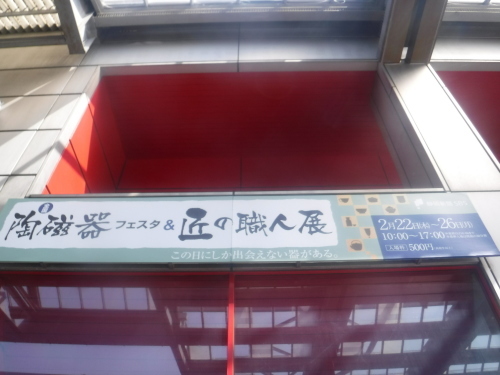 陶磁器フェスタ&匠の職人展
この日にしか出会えない器がある。
2月22日(木)~26日(月)
10:00~17:00
入場料 500円